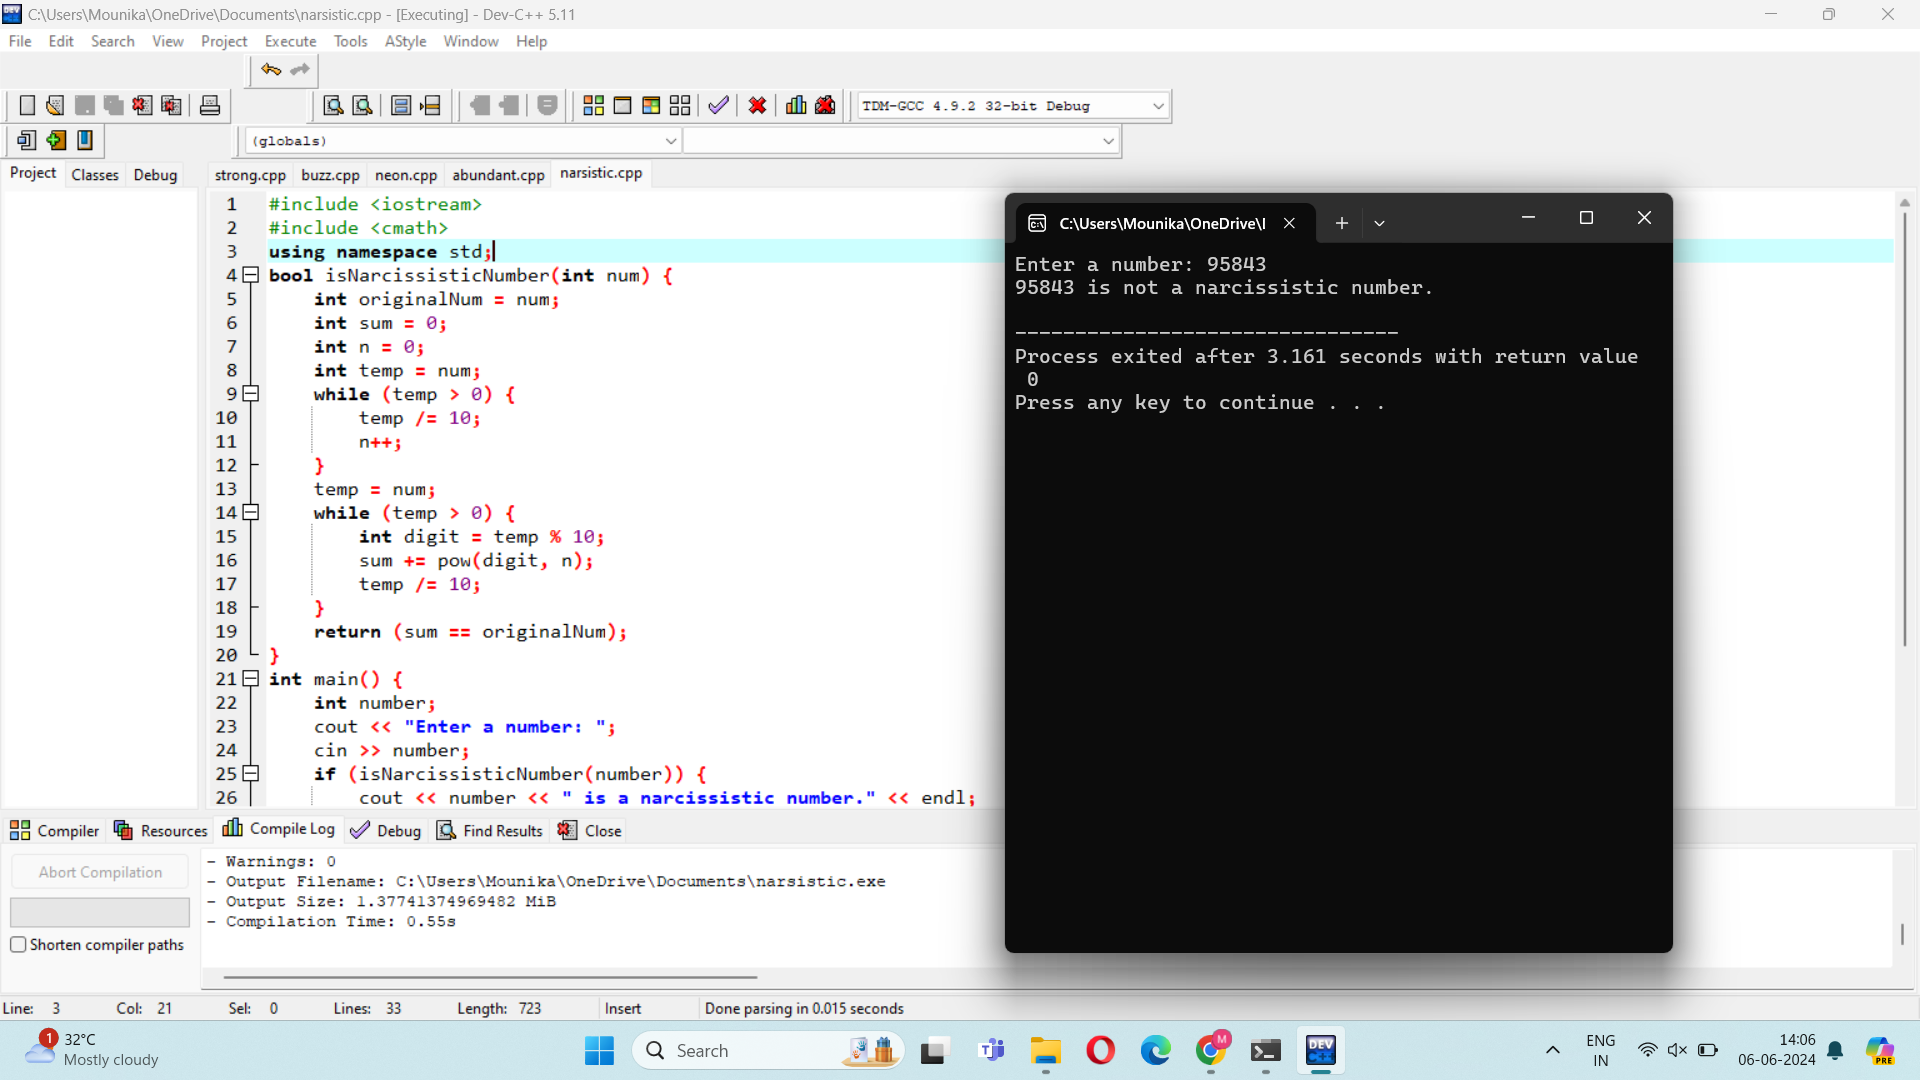 C:\Users\Mounika\OneDrive\Documents\narsistic.cpp - [Executing] - Dev-C++ 5.11
File Edit Search View Project Execute Tools AStyle Window Help
TDM-GCC 4.9.2 32-bit Debug
(globals)
Project Classes Debug
strong.cpp buzz.cpp neon.cpp abundant.cpp narsistic.cpp
1 #include <iostream>
2 #include <cmath>
3 using namespace std;
4 bool isNarcissisticNumber(int num) {
5 int originalNum = num;
6 int sum = 0;
7 int n = 0;
8 int temp = num;
9 while (temp > 0) {
10 temp /= 10;
11 n++;
12 }
13 temp = num;
14 while (temp > 0) {
15 int digit = temp % 10;
16 sum += pow(digit, n);
17 temp /= 10;
18 }
19 return (sum == originalNum);
20 }
21 int main() {
22 int number;
23 cout << "Enter a number: ";
24 cin >> number;
25 if (isNarcissisticNumber(number)) {
26 cout << number << " is a narcissistic number." << endl;
C:\Users\Mounika\OneDrive\
Enter a number: 95843
95843 is not a narcissistic number.
--------------------------------
Process exited after 3.161 seconds with return value
0
Press any key to continue . . .
Compiler Resources Compile Log Debug Find Results Close
Abort Compilation
Shorten compiler paths
- Warnings: 0
- Output Filename: C:\Users\Mounika\OneDrive\Documents\narsistic.exe
- Output Size: 1.37741374969482 MiB
- Compilation Time: 0.55s
Line: 3 Col: 21 Sel: 0 Lines: 33 Length: 723 Insert Done parsing in 0.015 seconds
1
32°C
Mostly cloudy
Search
M
DEV
ENG
IN
14:06
06-06-2024
PRE